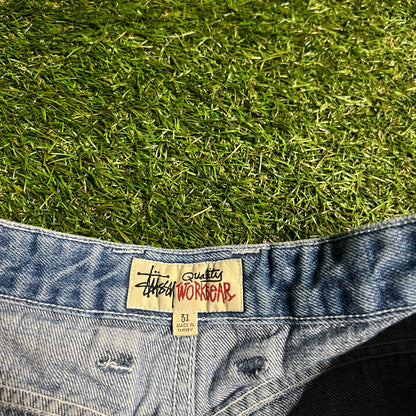 Stüssy Quality
WORKGEAR
31
MADE IN
TURKEY